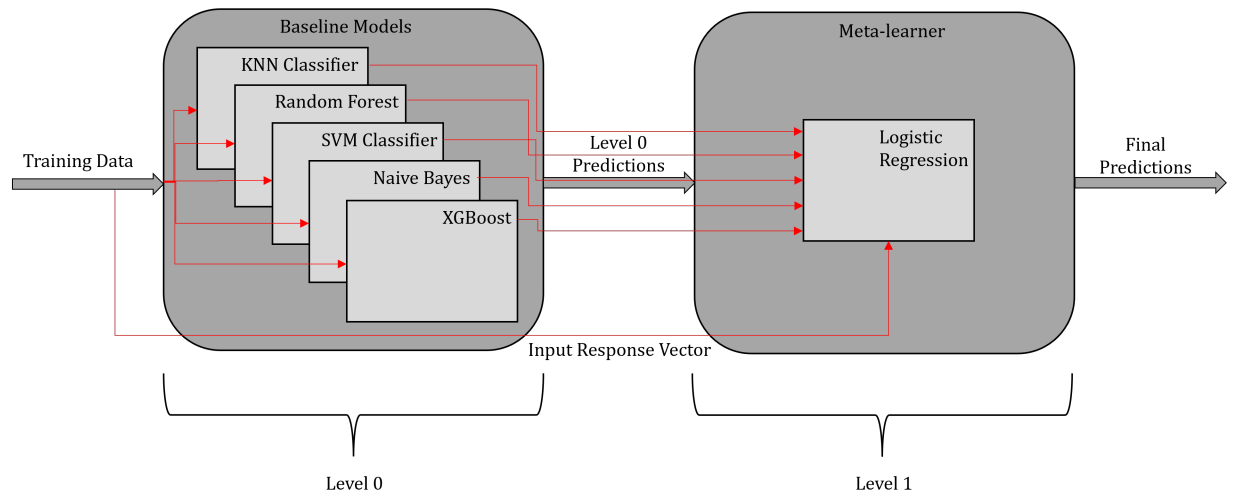 Baseline Models
Meta-learner
KNN Classifier
Random Forest
SVM Classifier
Naive Bayes
XGBoost
Training Data
Level 0
Predictions
Logistic
Regression
Final
Predictions
Input Response Vector
Level 0
Level 1